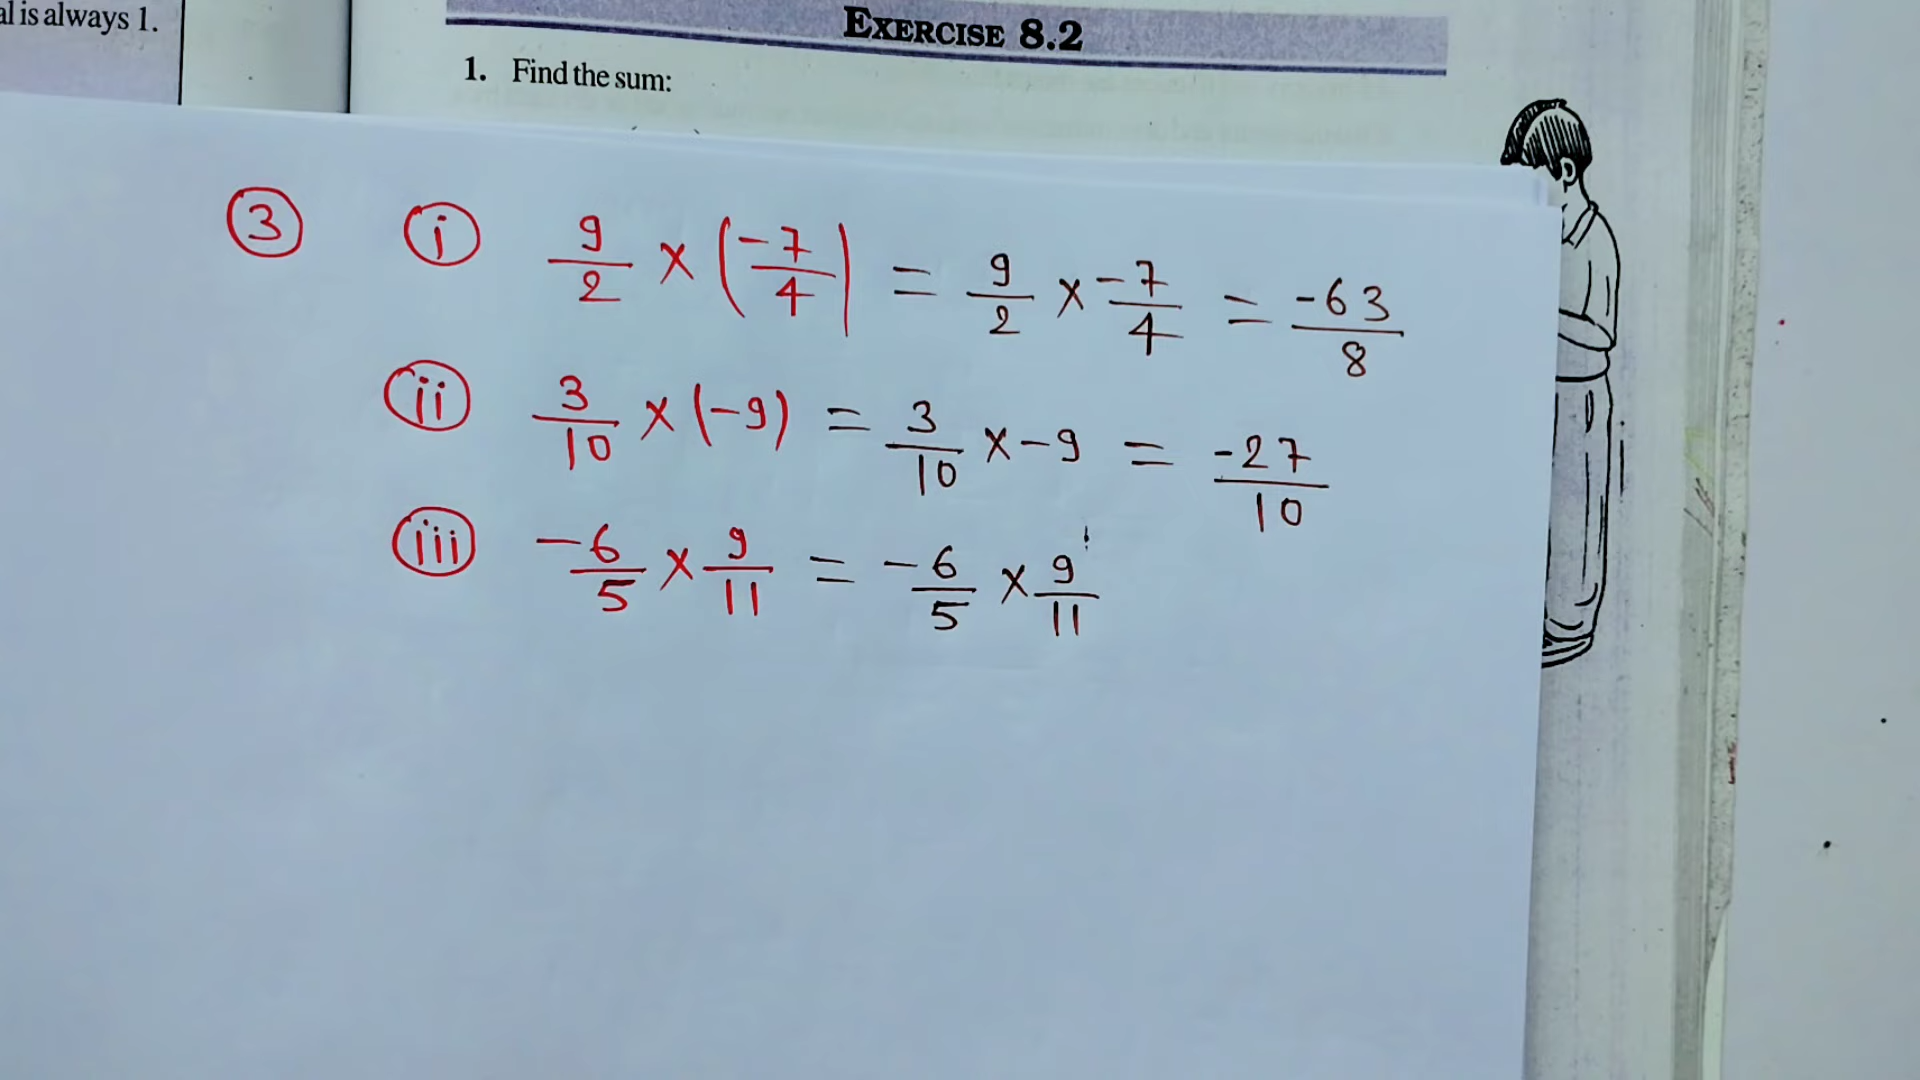 al is always 1.
EXERCISE 8.2
1. Find the sum:
3 i 9/2 × (-7/4) = 9/2 × -7/4 = -63/8
ii 3/10 × (-9) = 3/10 × -9 = -27/10
iii -6/5 × 9/11 = -6/5 × 9/11